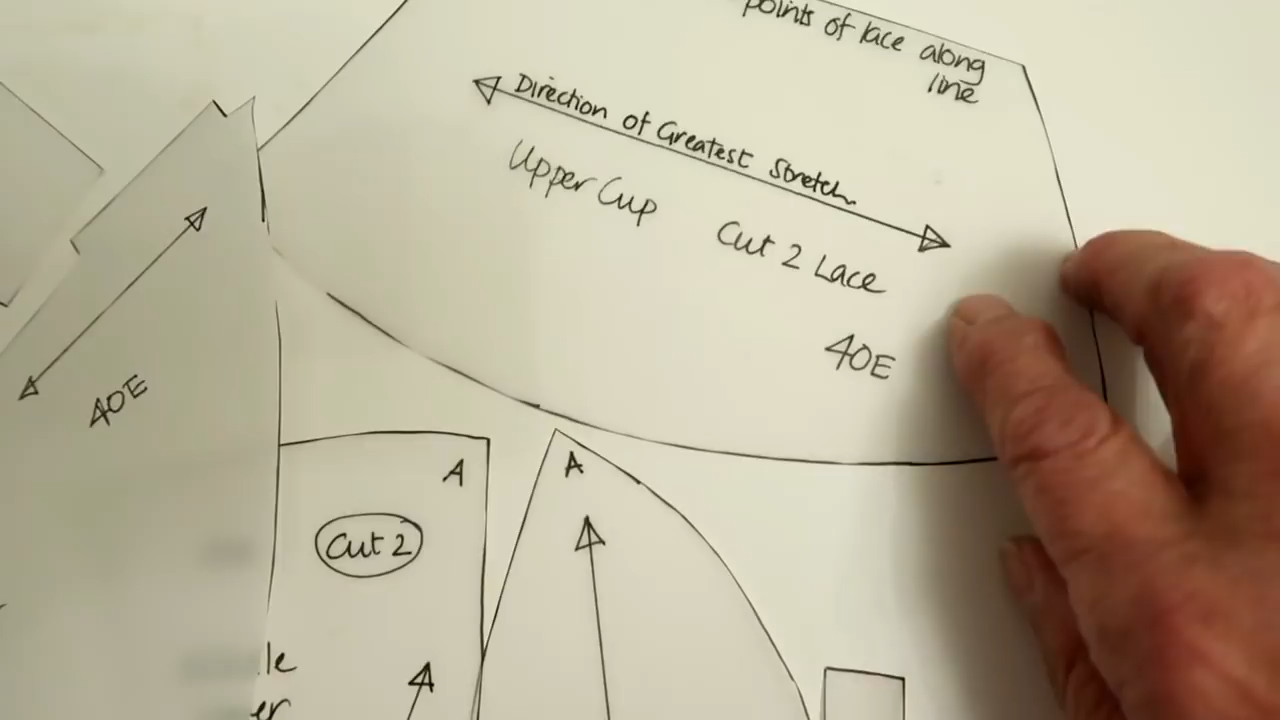 points of lace along
line
Direction of Greatest Stretch
Upper Cup Cut 2 Lace
40E
40E
A
A
Cut 2